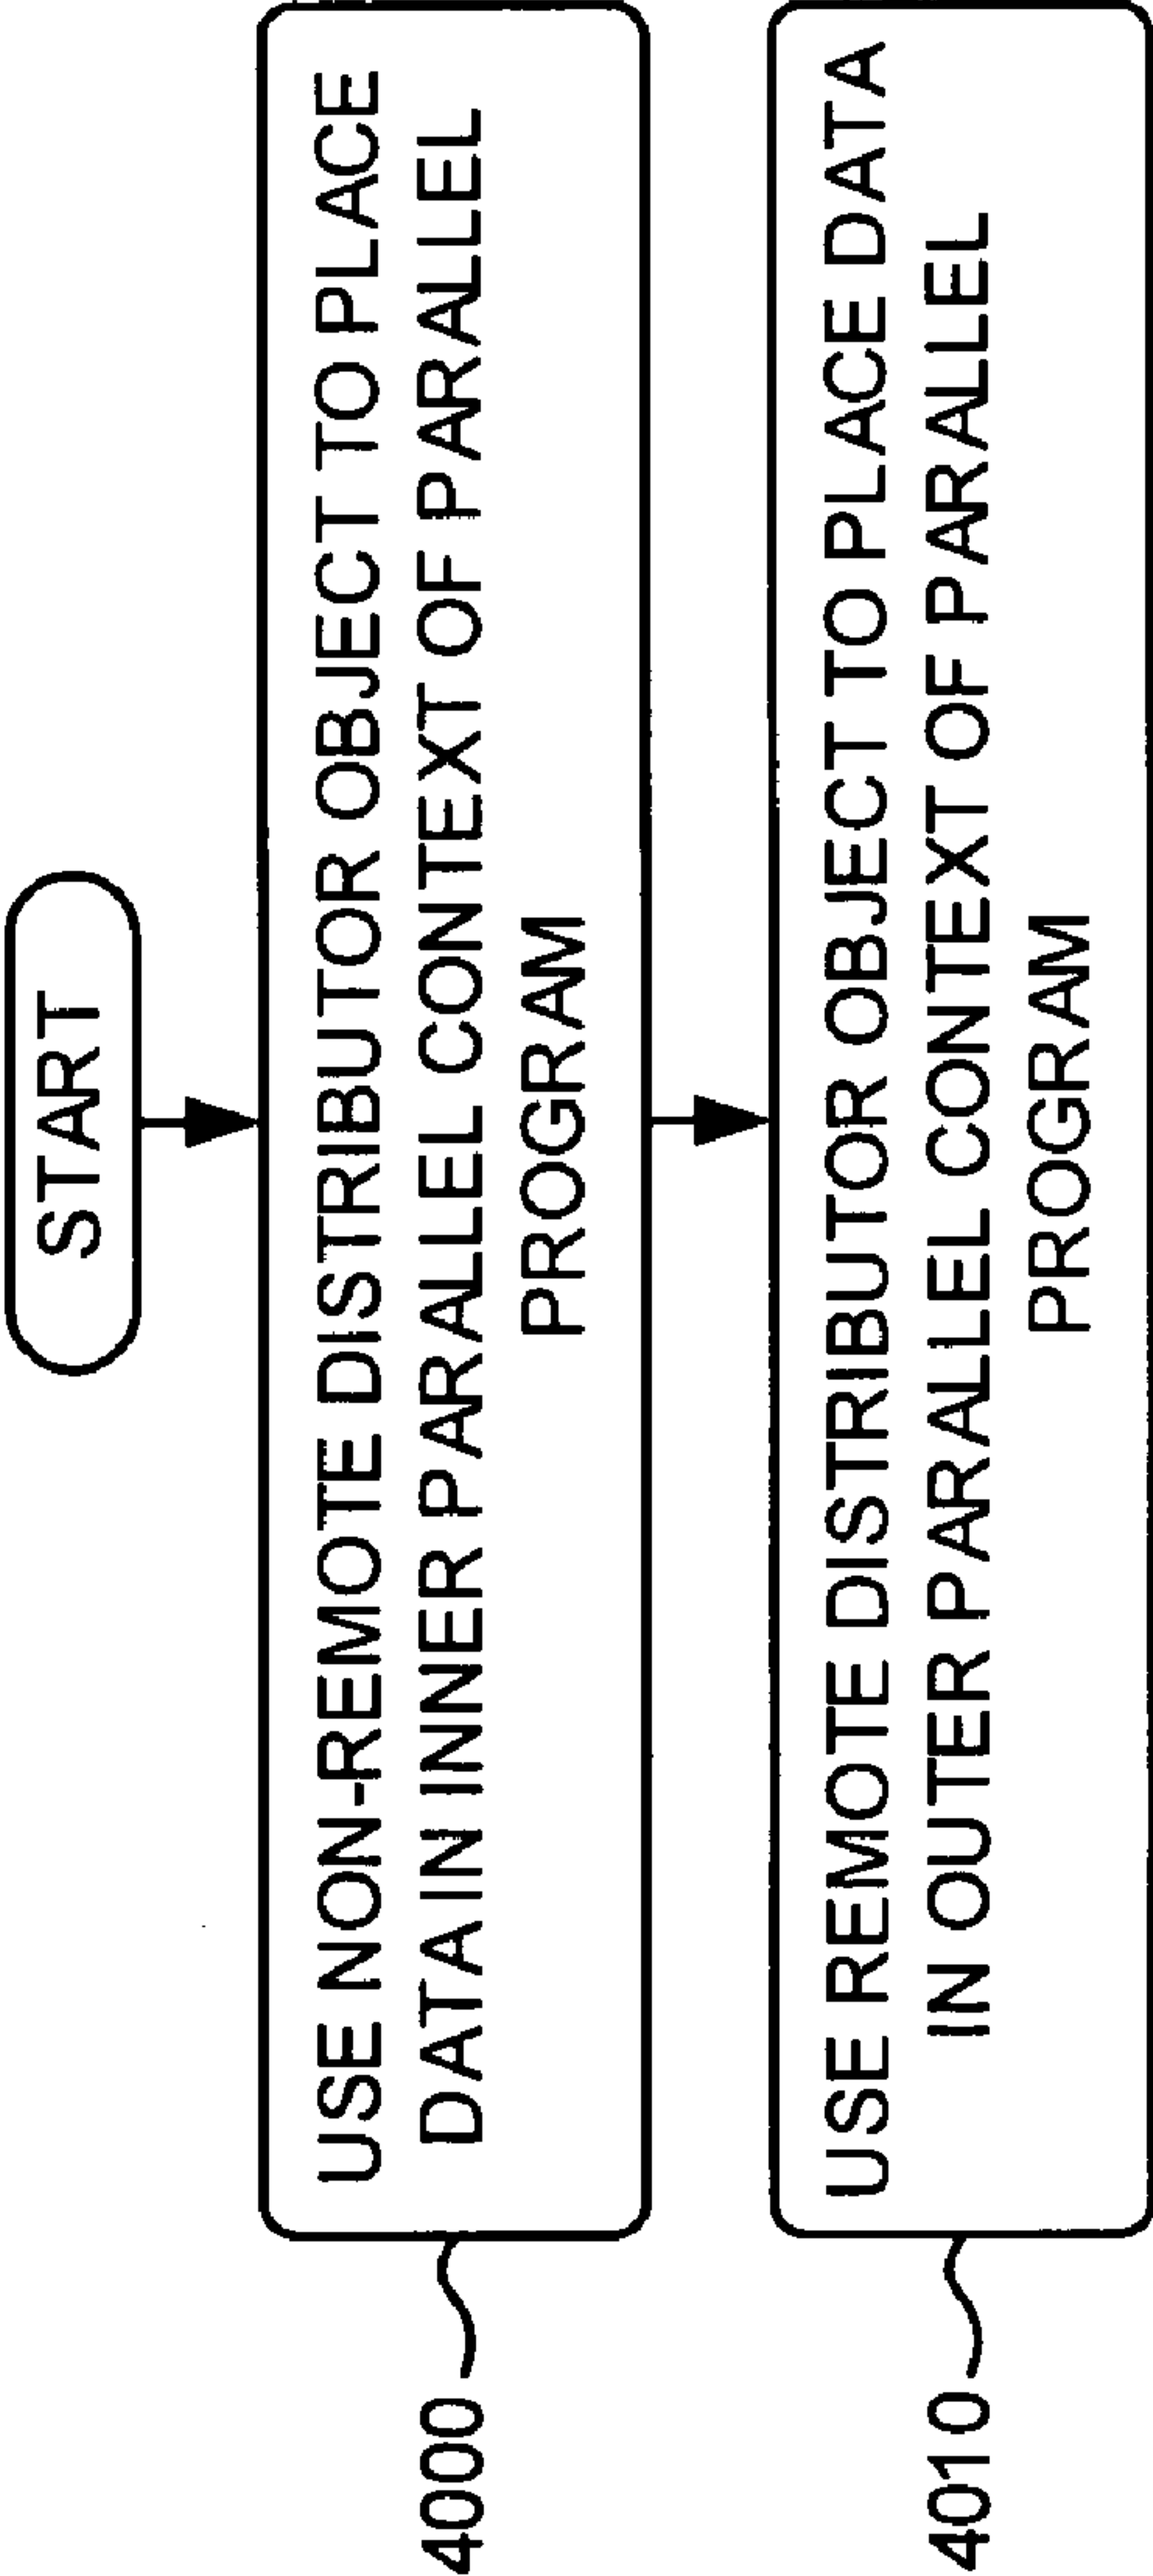 START
USE NON-REMOTE DISTRIBUTOR OBJECT TO PLACE
DATA IN INNER PARALLEL CONTEXT OF PARALLEL
PROGRAM
4000
USE REMOTE DISTRIBUTOR OBJECT TO PLACE DATA
IN OUTER PARALLEL CONTEXT OF PARALLEL
PROGRAM
4010